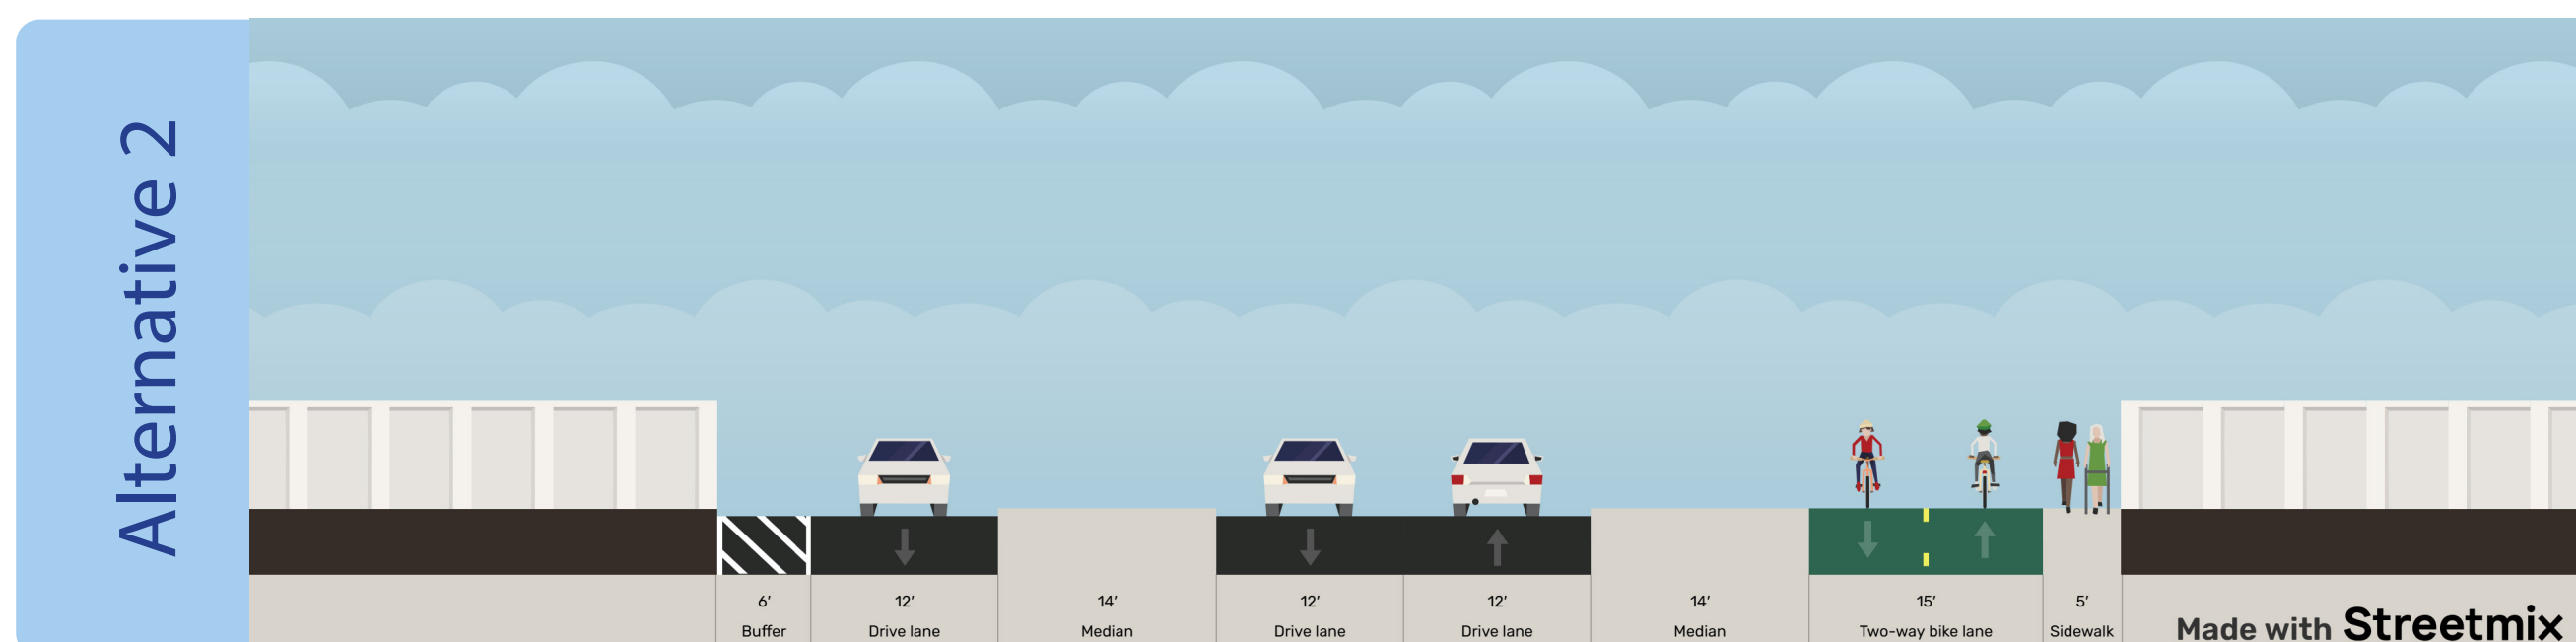 Alternative 2
6' 12' 14' 12' 12' 14' 15' 5'
Buffer Drive lane Median Drive lane Drive lane Median Two-way bike lane Sidewalk
Made with Streetmix